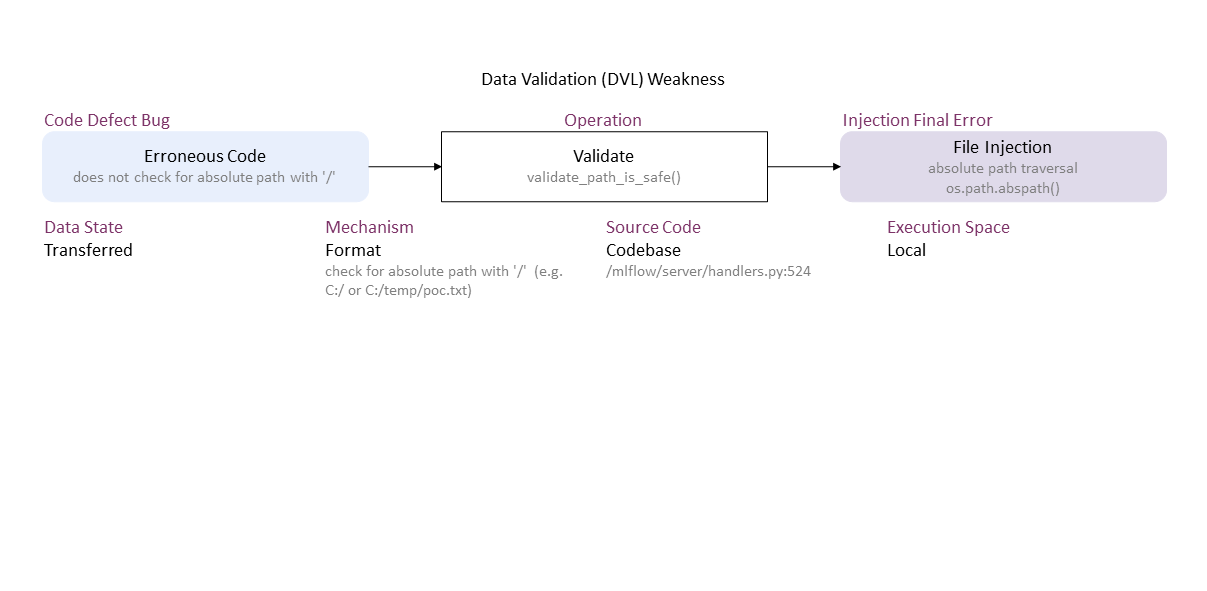 Data Validation (DVL) Weakness
Code Defect Bug
Operation
Injection Final Error
Erroneous Code
does not check for absolute path with '/'
Validate
validate_path_is_safe()
File Injection
absolute path traversal
os.path.abspath()
Data State
Transferred
Mechanism
Format
check for absolute path with '/'  (e.g.
C:/ or C:/temp/poc.txt)
Source Code
Codebase
/mlflow/server/handlers.py:524
Execution Space
Local